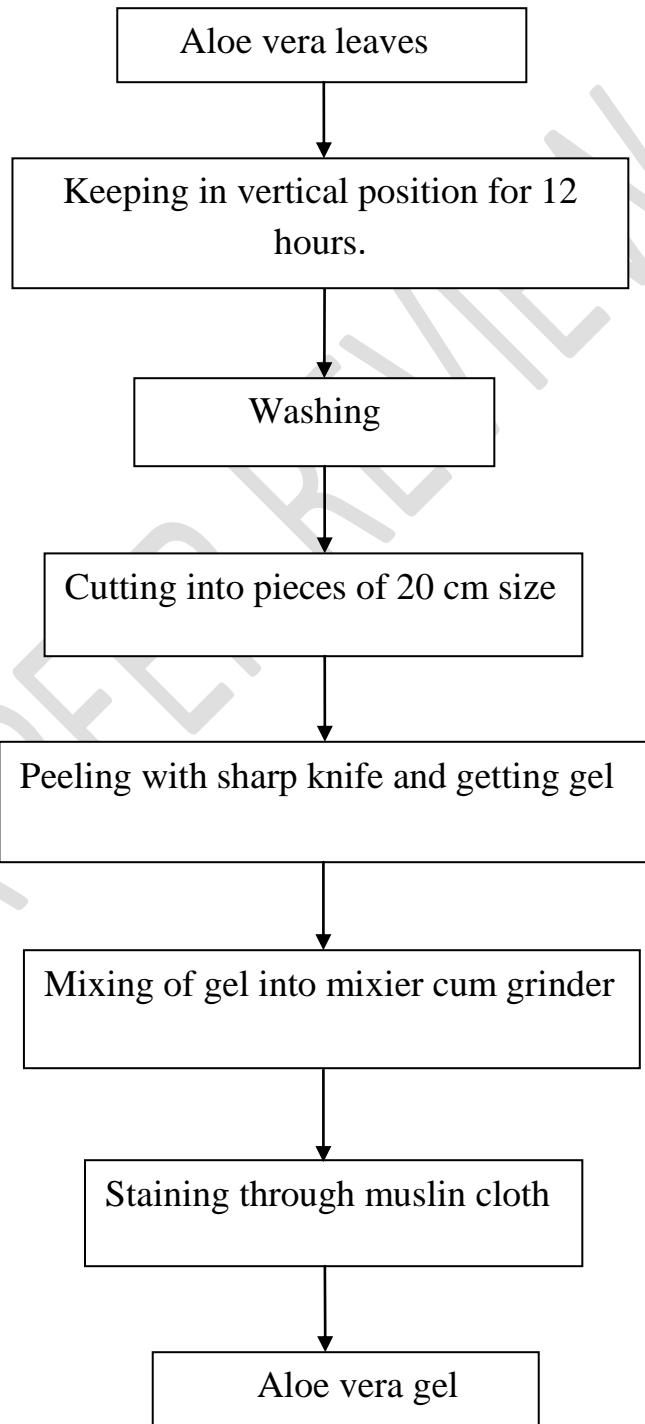 Aloe vera leaves
Keeping in vertical position for 12
hours.
Washing
Cutting into pieces of 20 cm size
Peeling with sharp knife and getting gel
Mixing of gel into mixier cum grinder
Staining through muslin cloth
Aloe vera gel